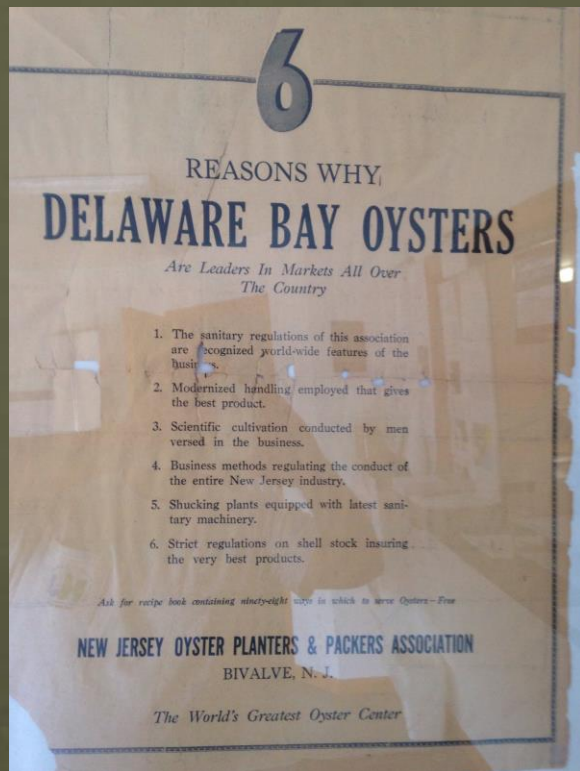 6
REASONS WHY
DELAWARE BAY OYSTERS
Are Leaders In Markets All Over
The Country
1. The sanitary regulations of this association
are recognized world-wide features of the
business.
2. Modernized handling employed that gives
the best product.
3. Scientific cultivation conducted by men
versed in the business.
4. Business methods regulating the conduct of
the entire New Jersey industry.
5. Shucking plants equipped with latest sani-
tary machinery.
6. Strict regulations on shell stock insuring
the very best products.
Ask for recipe book containing ninety-eight ways in which to serve Oysters—Free
NEW JERSEY OYSTER PLANTERS & PACKERS ASSOCIATION
BIVALVE, N. J.
The World's Greatest Oyster Center